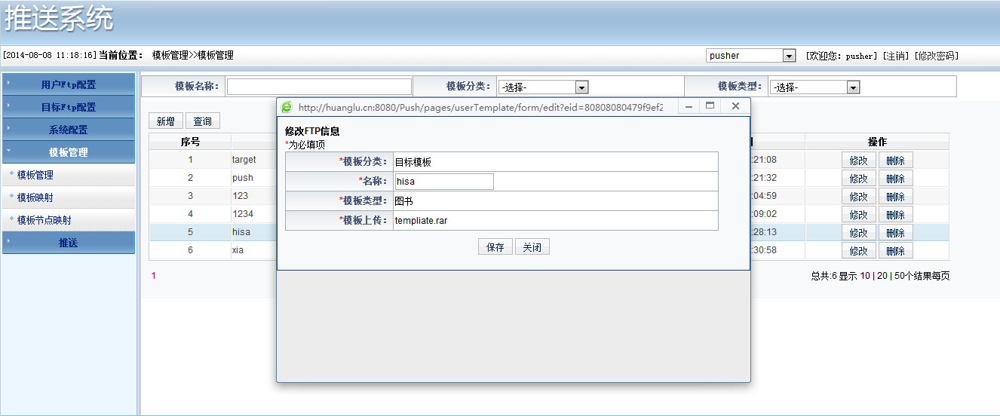 推送系统
[2014-08-08 11:18:16] 当前位置： 模板管理>>模板管理
pusher [欢迎您：pusher] [注销] [修改密码]
用户Ftp配置
目标Ftp配置
系统配置
模板管理
模板管理
模板映射
模板节点映射
推送
模板名称： 模板分类： -选择- 模板类型： -选择-
新增 查询
序号 操作
1 target :21:08 修改 删除
2 push :21:32 修改 删除
3 123 :04:59 修改 删除
4 1234 :09:02 修改 删除
5 hisa :28:13 修改 删除
6 xia :30:58 修改 删除
1 总共:6 显示 10 | 20 | 50个结果每页
http://huanglu.cn:8080/Push/pages/userTemplate/form/edit?eid=80808080479f9ef2
修改FTP信息
*为必填项
*模板分类： 目标模板
*名称： hisa
*模板类型： 图书
*模板上传： templiate.rar
保存 关闭